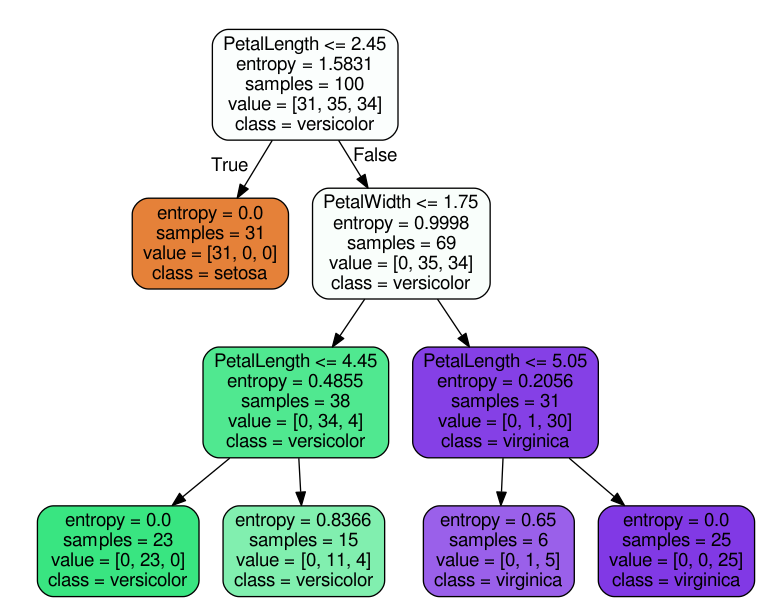 PetalLength <= 2.45
entropy = 1.5831
samples = 100
value = [31, 35, 34]
class = versicolor
True
False
entropy = 0.0
samples = 31
value = [31, 0, 0]
class = setosa
PetalWidth <= 1.75
entropy = 0.9998
samples = 69
value = [0, 35, 34]
class = versicolor
PetalLength <= 4.45
entropy = 0.4855
samples = 38
value = [0, 34, 4]
class = versicolor
PetalLength <= 5.05
entropy = 0.2056
samples = 31
value = [0, 1, 30]
class = virginica
entropy = 0.0
samples = 23
value = [0, 23, 0]
class = versicolor
entropy = 0.8366
samples = 15
value = [0, 11, 4]
class = versicolor
entropy = 0.65
samples = 6
value = [0, 1, 5]
class = virginica
entropy = 0.0
samples = 25
value = [0, 0, 25]
class = virginica